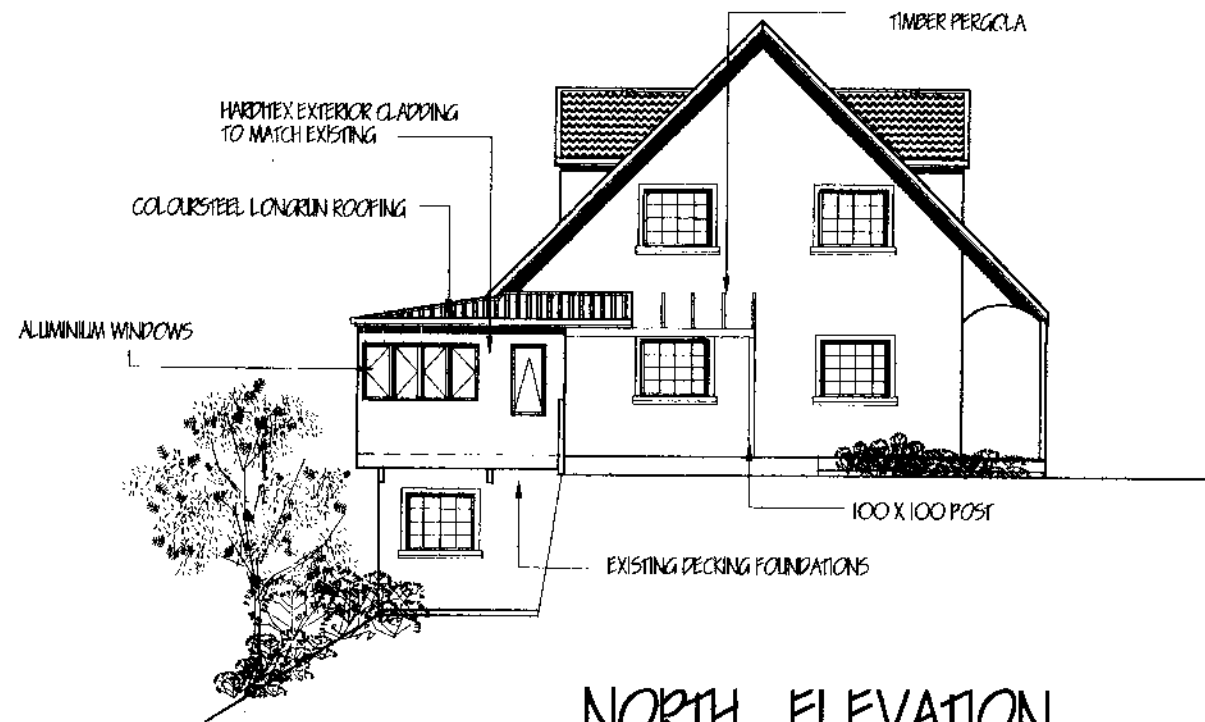 TIMBER PERGOLA
HARDITEX EXTERIOR CLADDING
TO MATCH EXISTING
COLOURSTEEL LONGRUN ROOFING
ALUMINIUM WINDOWS
100 X 100 POST
EXISTING DECKING FOUNDATIONS
NORTH ELEVATION